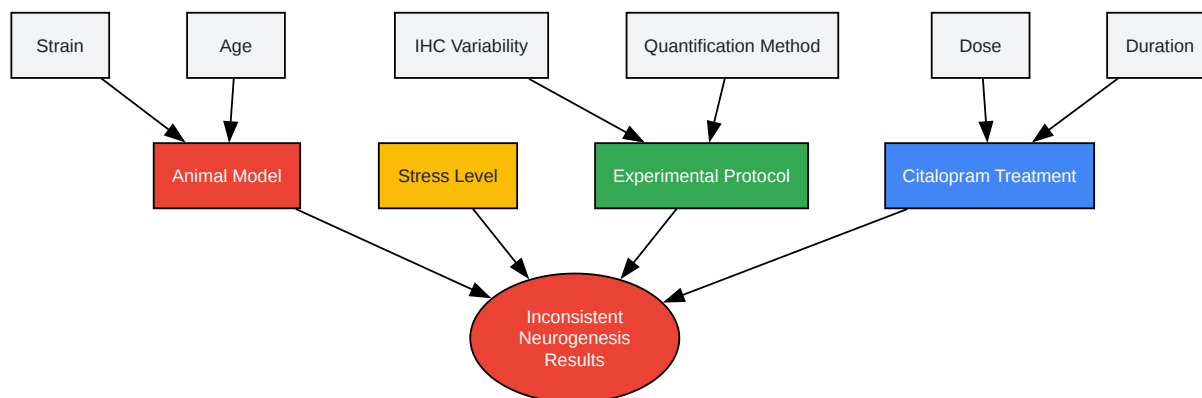 Strain
Age
IHC Variability
Quantification Method
Dose
Duration
Animal Model
Stress Level
Experimental Protocol
Citalopram Treatment
Inconsistent
Neurogenesis
Results